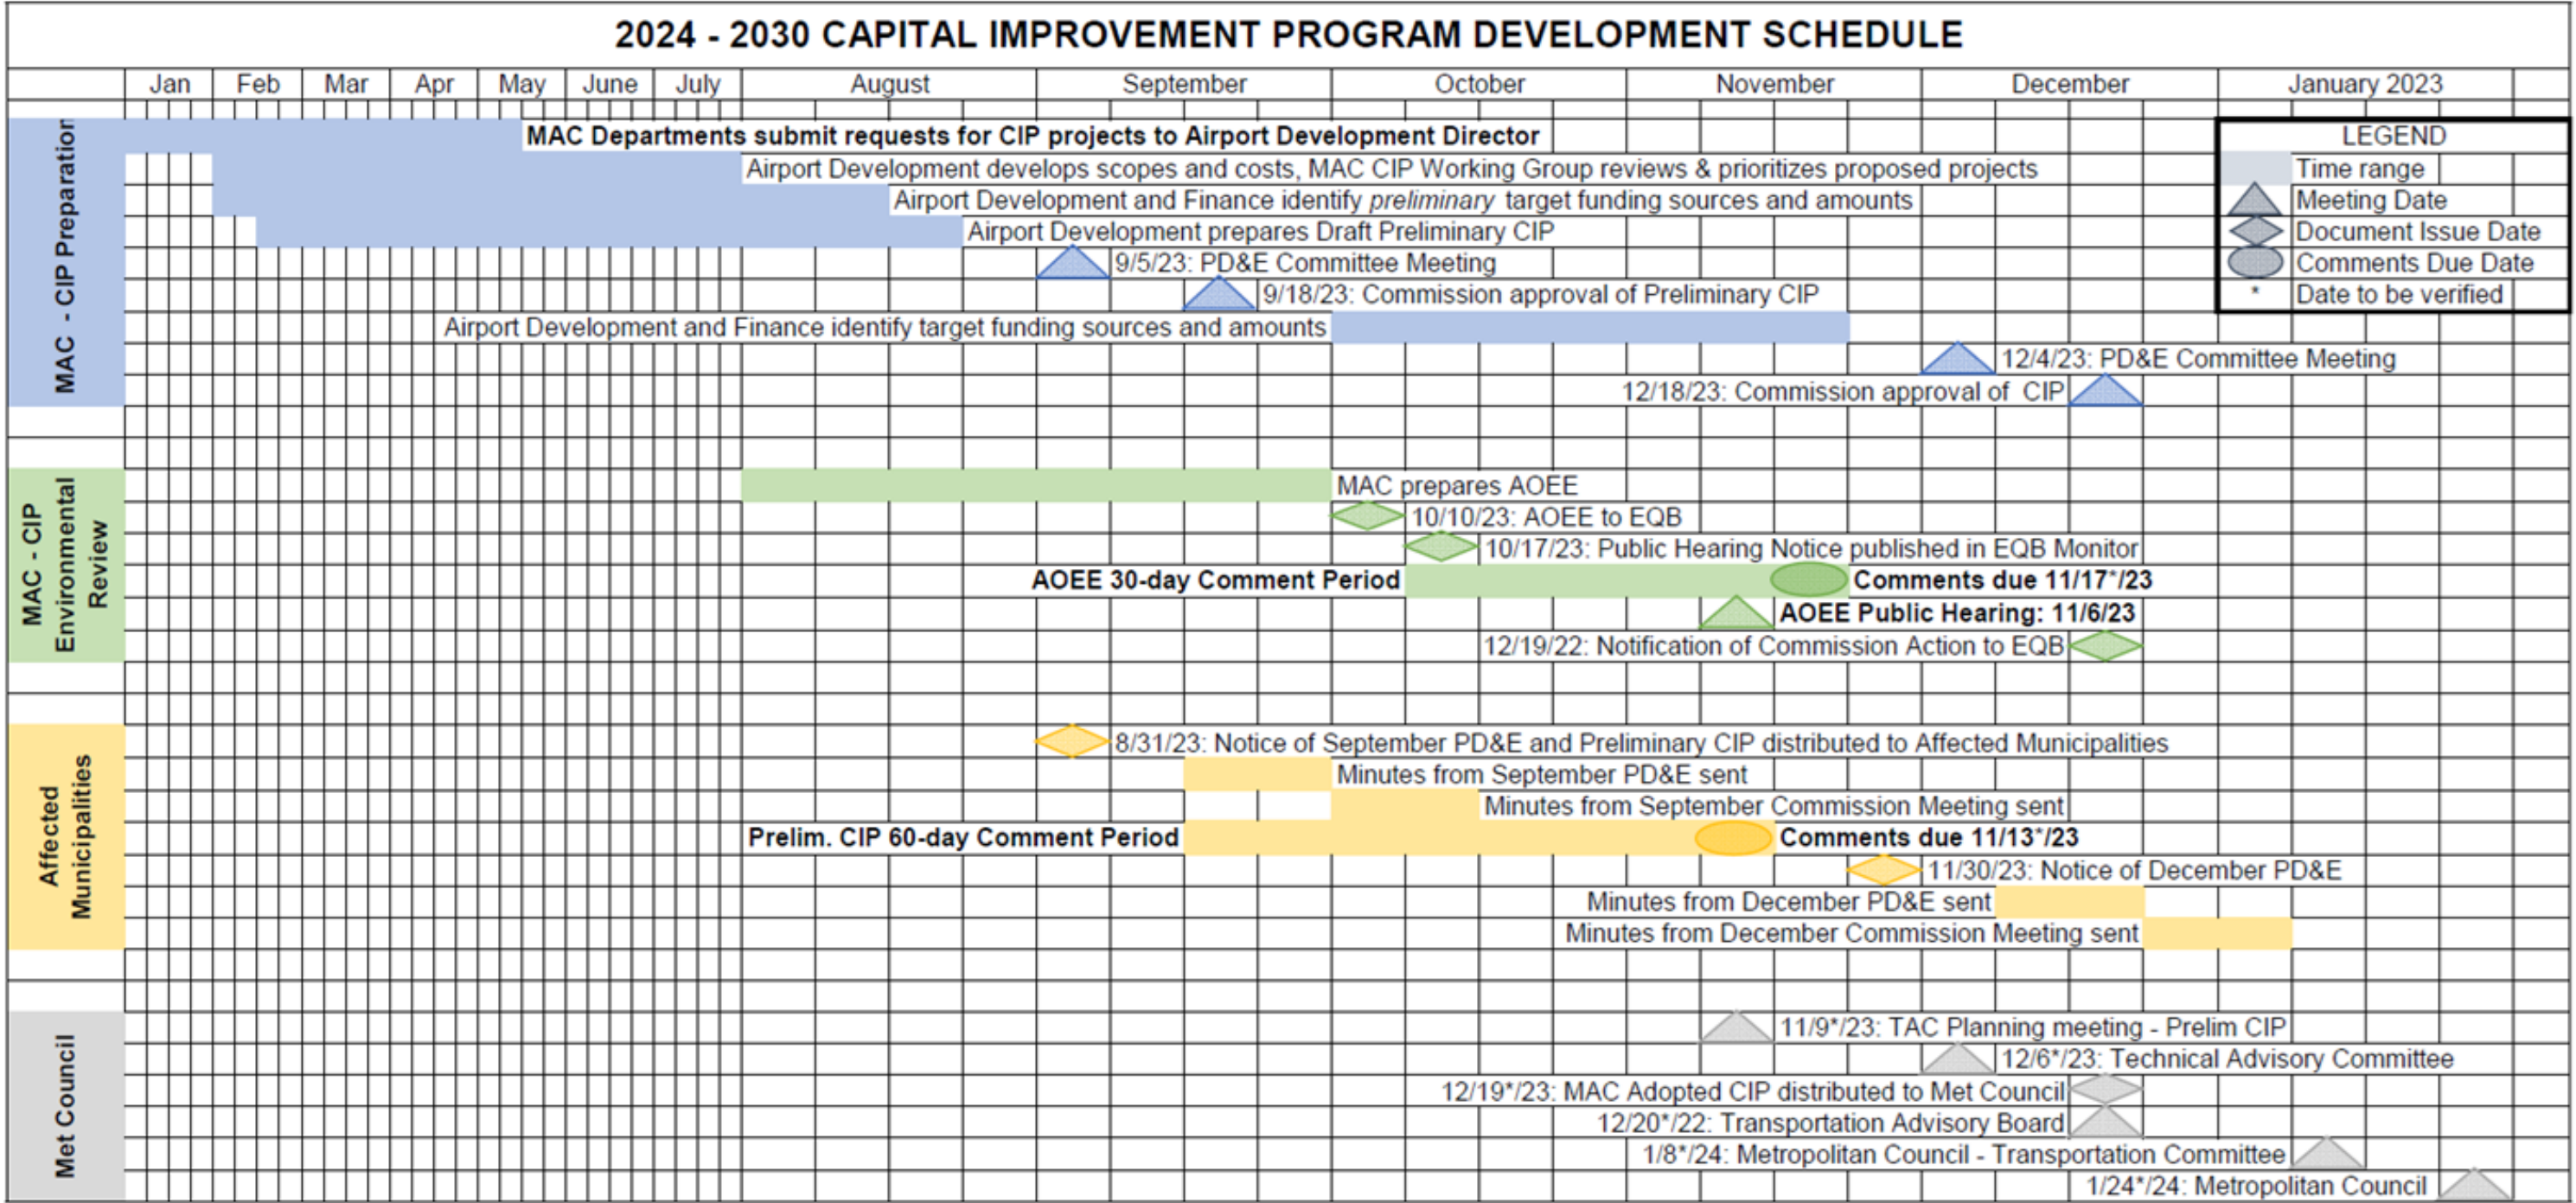 2024 - 2030 CAPITAL IMPROVEMENT PROGRAM DEVELOPMENT SCHEDULE
Jan Feb Mar Apr May June July August September October November December January 2023
MAC - CIP Preparation
MAC Departments submit requests for CIP projects to Airport Development Director
Airport Development develops scopes and costs, MAC CIP Working Group reviews & prioritizes proposed projects
Airport Development and Finance identify preliminary target funding sources and amounts
Airport Development prepares Draft Preliminary CIP
9/5/23: PD&E Committee Meeting
9/18/23: Commission approval of Preliminary CIP
Airport Development and Finance identify target funding sources and amounts
12/4/23: PD&E Committee Meeting
12/18/23: Commission approval of CIP
LEGEND
Time range
Meeting Date
Document Issue Date
Comments Due Date
* Date to be verified
MAC - CIP
Environmental
Review
MAC prepares AOEE
10/10/23: AOEE to EQB
10/17/23: Public Hearing Notice published in EQB Monitor
AOEE 30-day Comment Period Comments due 11/17*/23
AOEE Public Hearing: 11/6/23
12/19/22: Notification of Commission Action to EQB
Affected
Municipalities
8/31/23: Notice of September PD&E and Preliminary CIP distributed to Affected Municipalities
Minutes from September PD&E sent
Minutes from September Commission Meeting sent
Prelim. CIP 60-day Comment Period Comments due 11/13*/23
11/30/23: Notice of December PD&E
Minutes from December PD&E sent
Minutes from December Commission Meeting sent
Met Council
11/9*/23: TAC Planning meeting - Prelim CIP
12/6*/23: Technical Advisory Committee
12/19*/23: MAC Adopted CIP distributed to Met Council
12/20*/22: Transportation Advisory Board
1/8*/24: Metropolitan Council - Transportation Committee
1/24*/24: Metropolitan Council